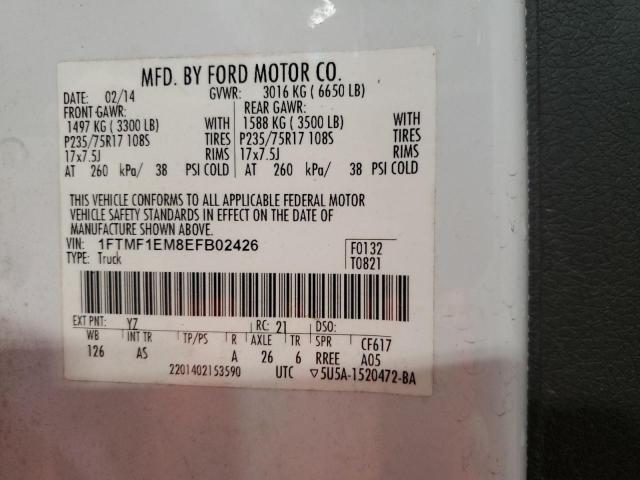 MFD. BY FORD MOTOR CO.
DATE: 02/14 GVWR: 3016 KG ( 6650 LB)
FRONT GAWR: REAR GAWR:
1497 KG ( 3300 LB) WITH 1588 KG ( 3500 LB) WITH
P235/75R17 108S TIRES P235/75R17 108S TIRES
17x7.5J RIMS 17x7.5J RIMS
AT 260 kPa/ 38 PSI COLD AT 260 kPa/ 38 PSI COLD
THIS VEHICLE CONFORMS TO ALL APPLICABLE FEDERAL MOTOR
VEHICLE SAFETY STANDARDS IN EFFECT ON THE DATE OF
MANUFACTURE SHOWN ABOVE.
VIN: 1FTMF1EM8EFB02426 F0132
TYPE: Truck T0821
EXT PNT: YZ RC: 21 DSO:
WB INT TR TP/PS R AXLE TR SPR CF617
126 AS A 26 6 RREE A05
2201402153590 UTC ▽5U5A-1520472-BA